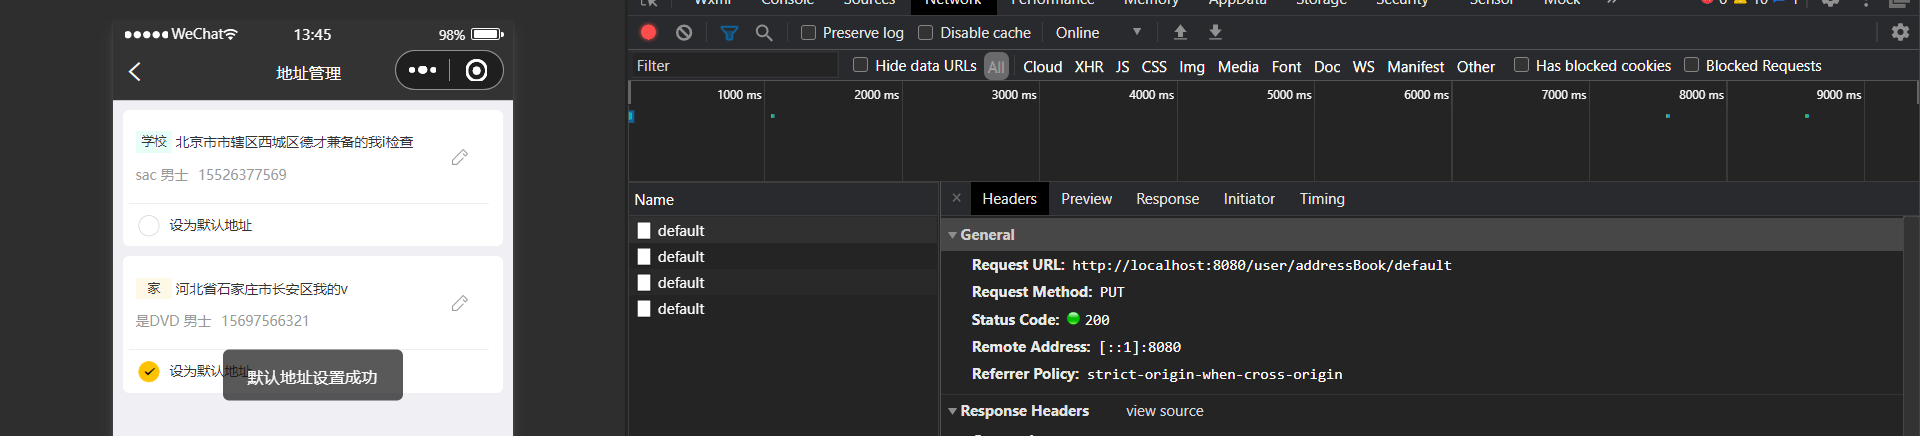 WeChat 13:45 98%
地址管理
学校 北京市市辖区西城区德才兼备的我i检查
sac 男士 15526377569
设为默认地址
家 河北省石家庄市长安区我的v
是DVD 男士 15697566321
设为默认地址
默认地址设置成功
Wxml Console Sources Network Performance Memory AppData Storage Security Sensor Mock
Preserve log Disable cache Online
Filter Hide data URLs All Cloud XHR JS CSS Img Media Font Doc WS Manifest Other Has blocked cookies Blocked Requests
1000 ms 2000 ms 3000 ms 4000 ms 5000 ms 6000 ms 7000 ms 8000 ms 9000 ms
Name
default
default
default
default
Headers Preview Response Initiator Timing
General
Request URL: http://localhost:8080/user/addressBook/default
Request Method: PUT
Status Code: 200
Remote Address: [::1]:8080
Referrer Policy: strict-origin-when-cross-origin
Response Headers view source